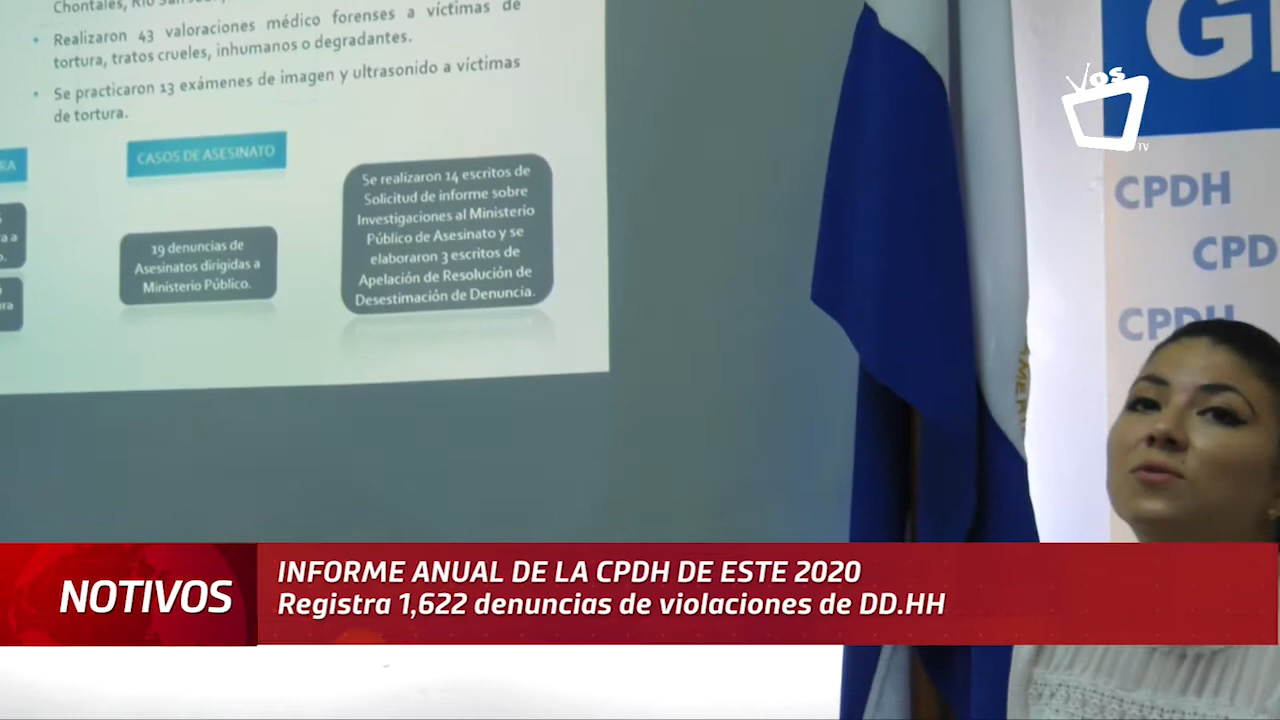 Chontales, Río San Juan,
• Realizaron 43 valoraciones médico forenses a víctimas de
tortura, tratos crueles, inhumanos o degradantes.
• Se practicaron 13 exámenes de imagen y ultrasonido a víctimas
de tortura.
RA
CASOS DE ASESINATO
19 denuncias de
Asesinatos dirigidas a
Ministerio Público.
Se realizaron 14 escritos de
Solicitud de informe sobre
Investigaciones al Ministerio
Público de Asesinato y se
elaboraron 3 escritos de
Apelación de Resolución de
Desestimación de Denuncia.
VOS
TV
CPDH
CPD
CPDH
NOTIVOS
INFORME ANUAL DE LA CPDH DE ESTE 2020
Registra 1,622 denuncias de violaciones de DD.HH